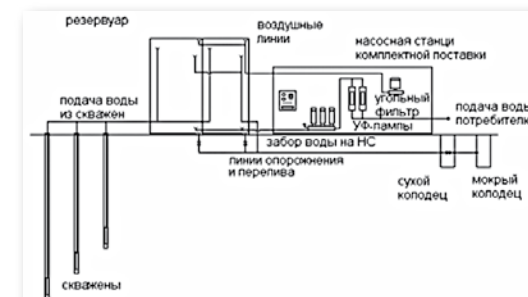 резервуар
воздушные
линии
насосная станци
комплектной поставки
подача воды
из скважен
угольный
фильтр
УФ-лампы
подача воды
потребителю
забор воды на НС
линии опорожнения
и перелива
сухой
колодец
мокрый
колодец
скважены